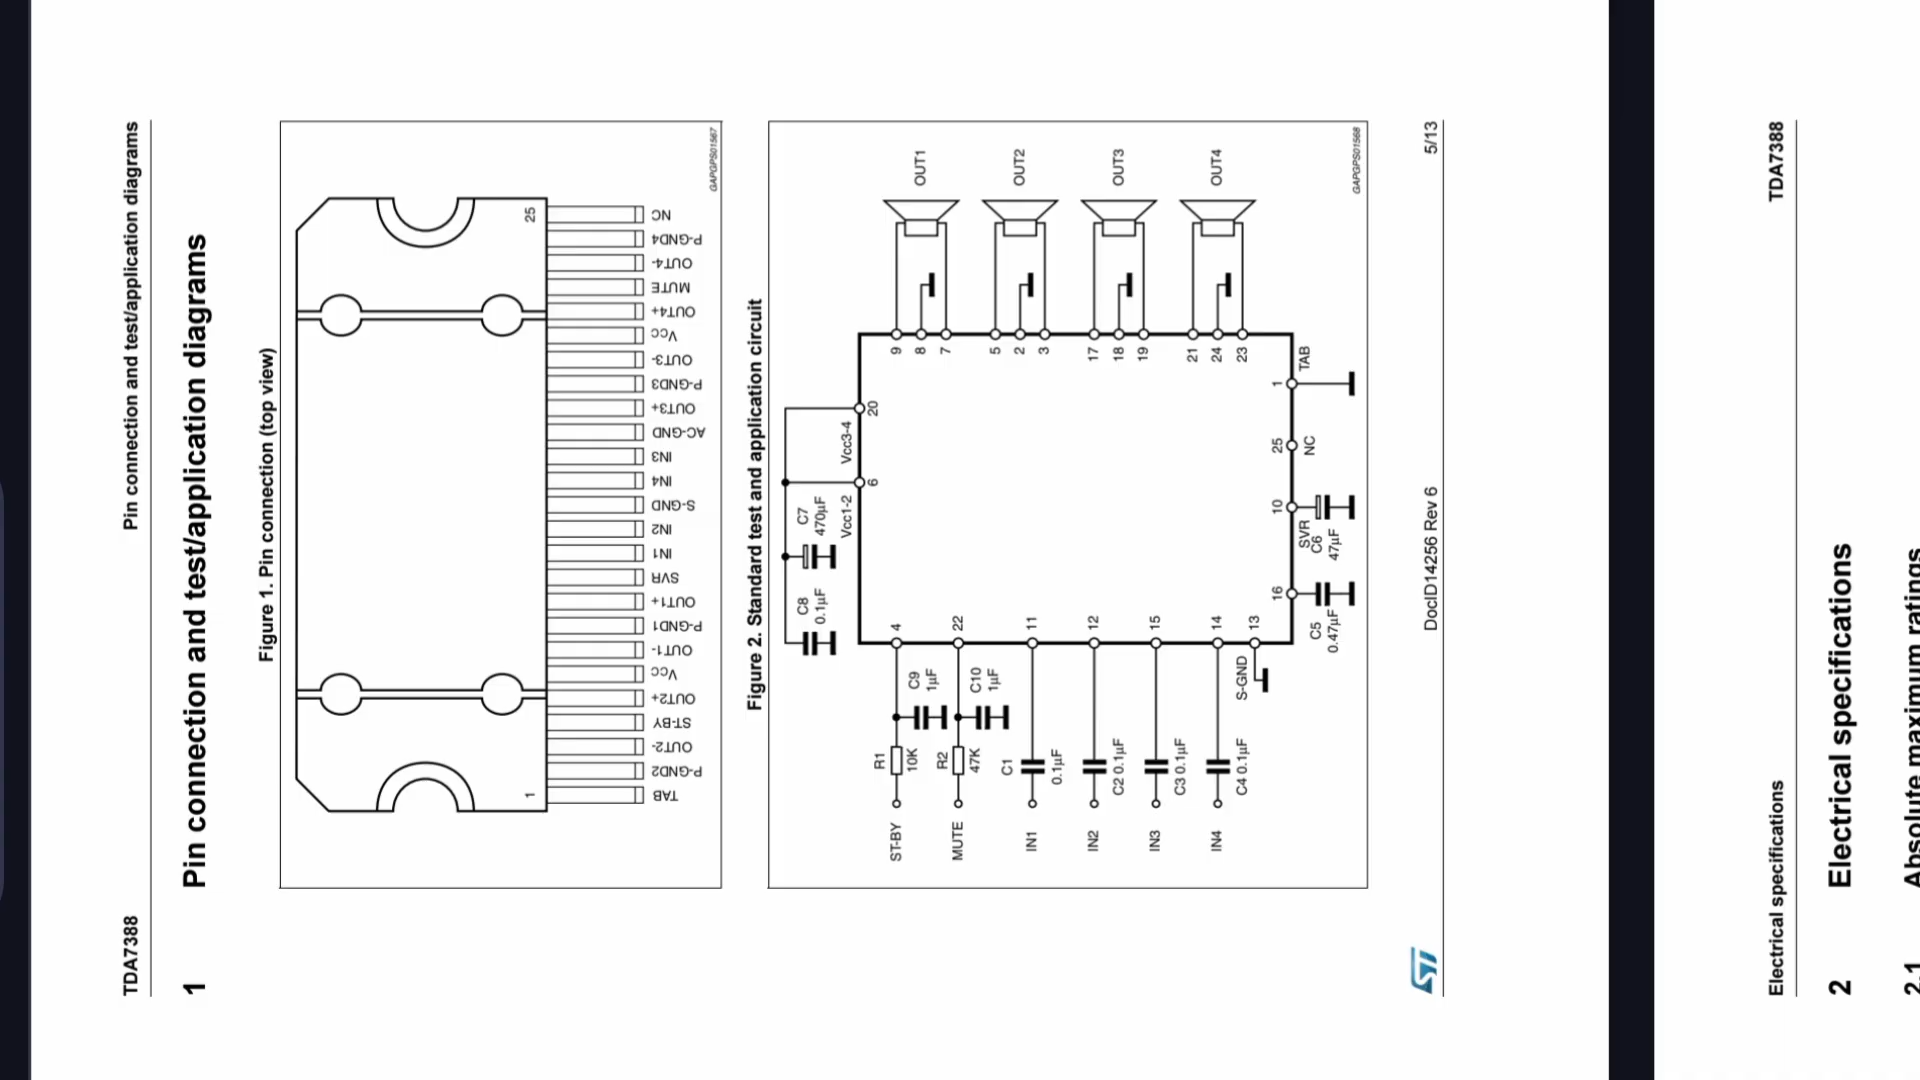 TDA7388
Pin connection and test/application diagrams
1
Pin connection and test/application diagrams
Figure 1. Pin connection (top view)
1
25
TAB
P-GND2
OUT2-
ST-BY
OUT2+
VCC
OUT1-
P-GND1
OUT1+
SVR
IN1
IN2
S-GND
IN4
IN3
AC-GND
OUT3+
P-GND3
OUT3-
VCC
OUT4+
MUTE
OUT4-
P-GND4
NC
GAPGPS01567
Figure 2. Standard test and application circuit
C8
0.1µF
C7
470µF
Vcc1-2
Vcc3-4
6
20
ST-BY
R1
10K
C9
1µF
4
9
8
7
OUT1
MUTE
R2
47K
C10
1µF
22
IN1
C1
0.1µF
11
5
2
3
OUT2
IN2
C2 0.1µF
12
IN3
C3 0.1µF
15
17
18
19
OUT3
IN4
C4 0.1µF
14
21
24
23
OUT4
S-GND
13
16
10
25
1
C5
0.47µF
SVR
C6
47µF
NC
TAB
GAPGPS01568
DocID14256 Rev 6
5/13
ST
Electrical specifications
TDA7388
2
Electrical specifications
2.1
Absolute maximum ratings